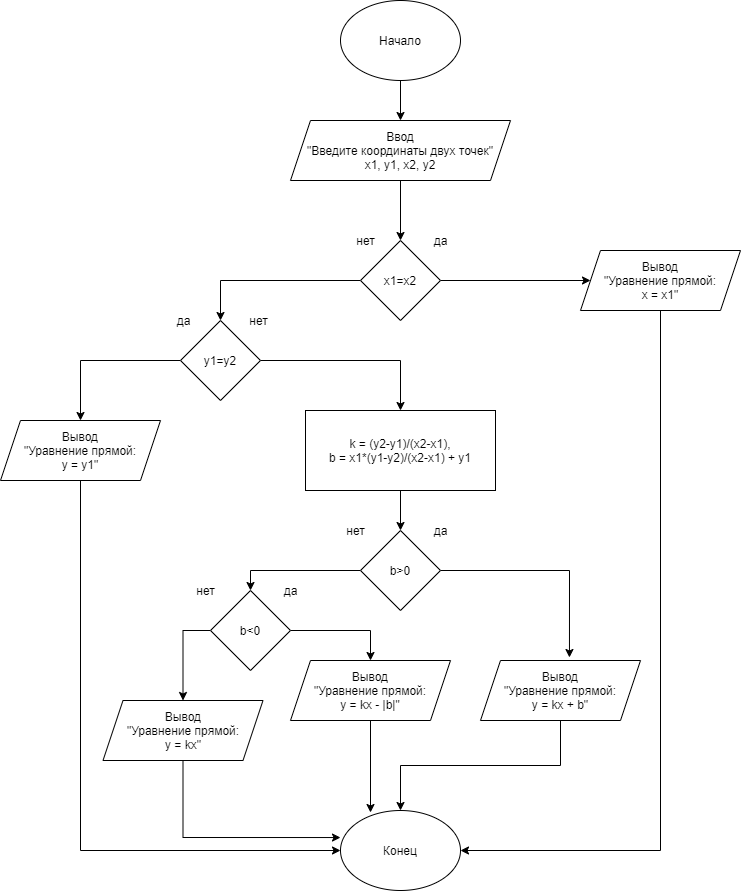 Начало
Ввод
"Введите координаты двух точек"
x1, y1, x2, y2
нет
да
x1=x2
Вывод
"Уравнение прямой:
x = x1"
да
нет
y1=y2
Вывод
"Уравнение прямой:
y = y1"
k = (y2-y1)/(x2-x1),
b = x1*(y1-y2)/(x2-x1) + y1
нет
да
b>0
нет
да
b<0
Вывод
"Уравнение прямой:
y = kx - |b|"
Вывод
"Уравнение прямой:
y = kx + b"
Вывод
"Уравнение прямой:
y = kx"
Конец